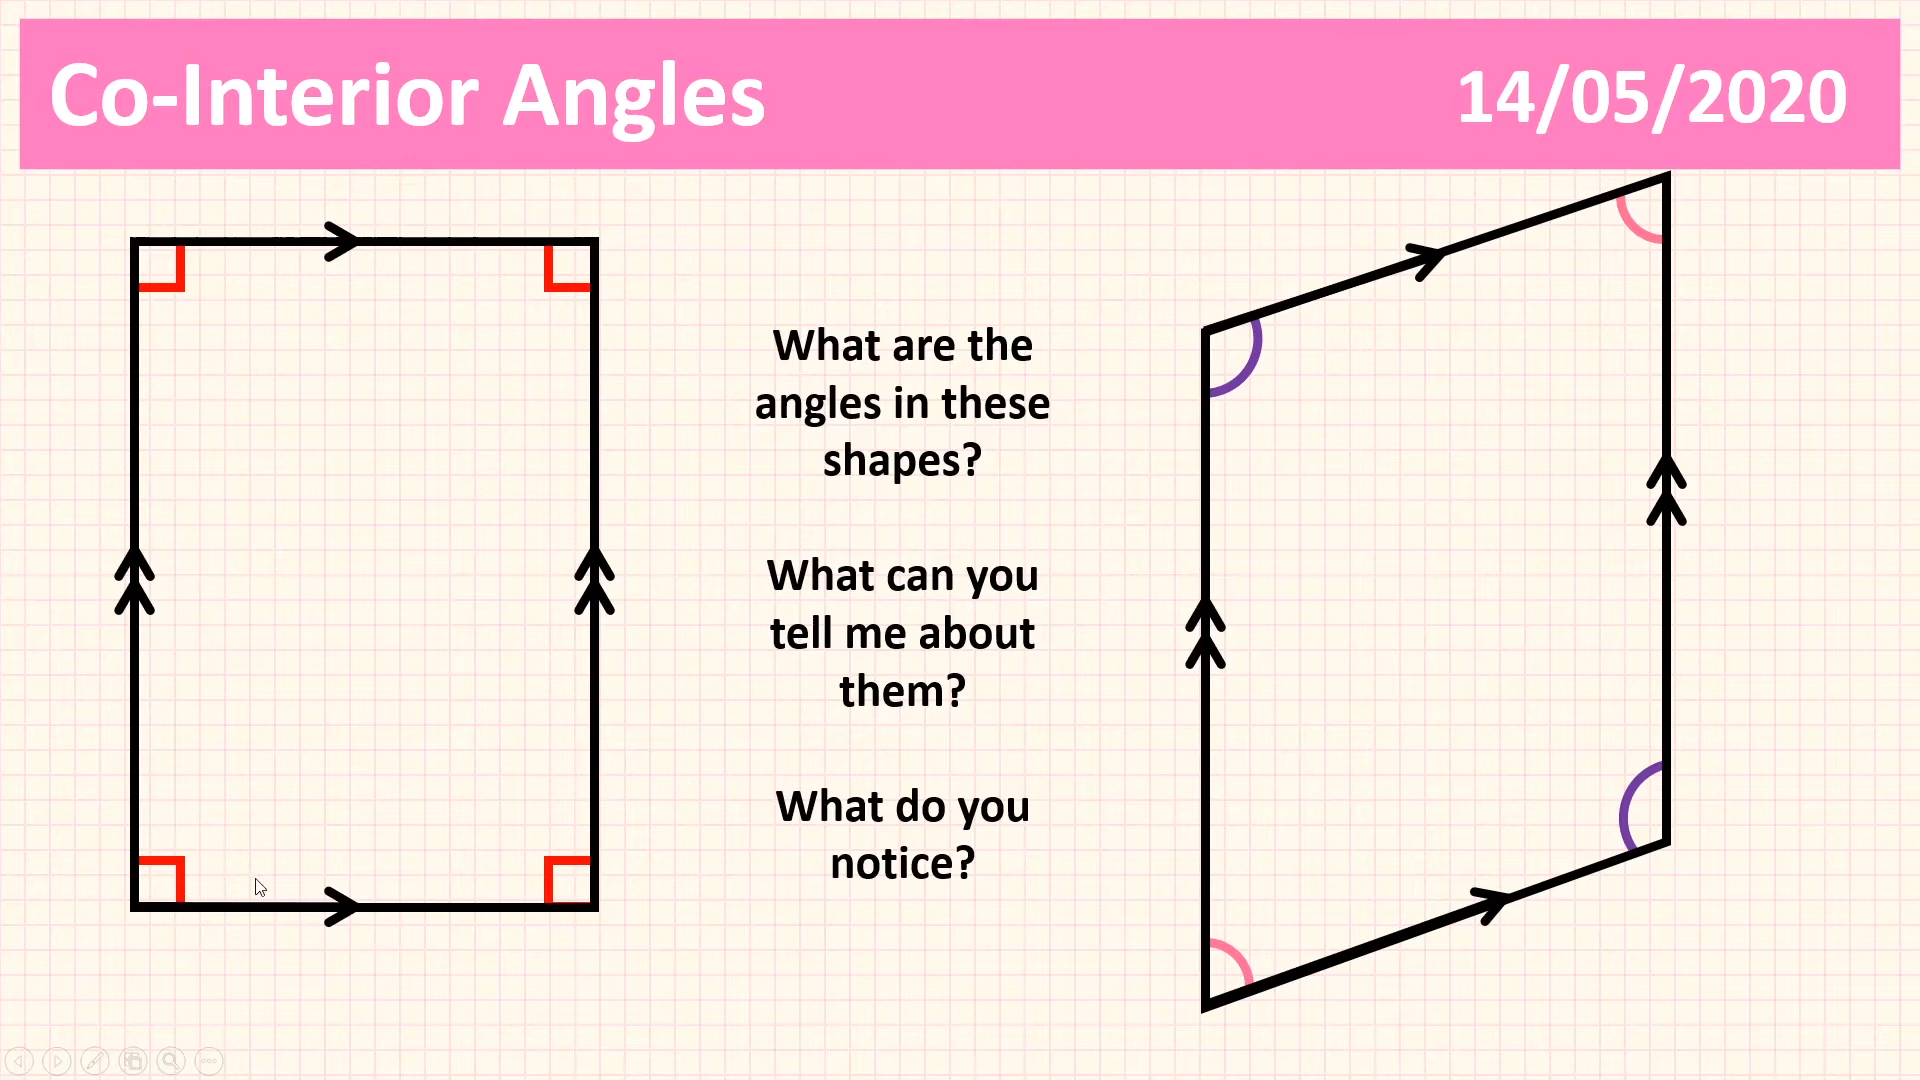 Co-Interior Angles
14/05/2020
What are the
angles in these
shapes?
What can you
tell me about
them?
What do you
notice?